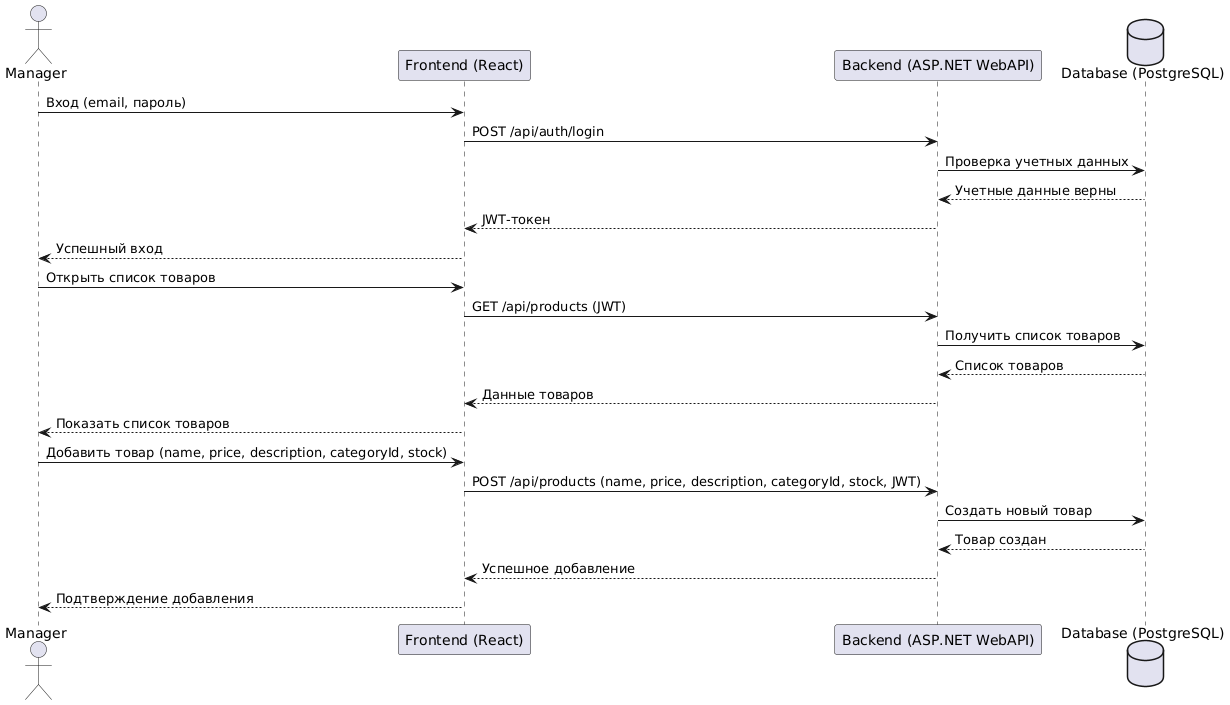 Manager
Frontend (React)
Backend (ASP.NET WebAPI)
Database (PostgreSQL)
Вход (email, пароль)
POST /api/auth/login
Проверка учетных данных
Учетные данные верны
JWT-токен
Успешный вход
Открыть список товаров
GET /api/products (JWT)
Получить список товаров
Список товаров
Данные товаров
Показать список товаров
Добавить товар (name, price, description, categoryId, stock)
POST /api/products (name, price, description, categoryId, stock, JWT)
Создать новый товар
Товар создан
Успешное добавление
Подтверждение добавления
Manager
Frontend (React)
Backend (ASP.NET WebAPI)
Database (PostgreSQL)